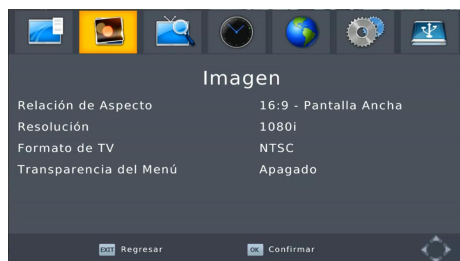 Imagen
Relación de Aspecto 16:9 - Pantalla Ancha
Resolución 1080i
Formato de TV NTSC
Transparencia del Menú Apagado
EXIT Regresar OK Confirmar